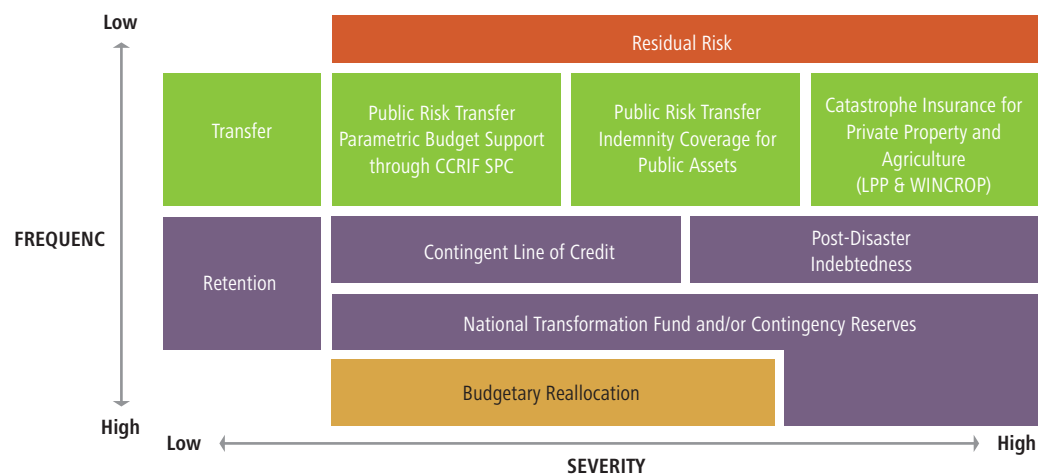 Low
Residual Risk
Transfer
Public Risk Transfer
Parametric Budget Support
through CCRIF SPC
Public Risk Transfer
Indemnity Coverage for
Public Assets
Catastrophe Insurance for
Private Property and
Agriculture
(LPP & WINCROP)
FREQUENC
Retention
Contingent Line of Credit
Post-Disaster
Indebtedness
National Transformation Fund and/or Contingency Reserves
Budgetary Reallocation
High
Low
High
SEVERITY